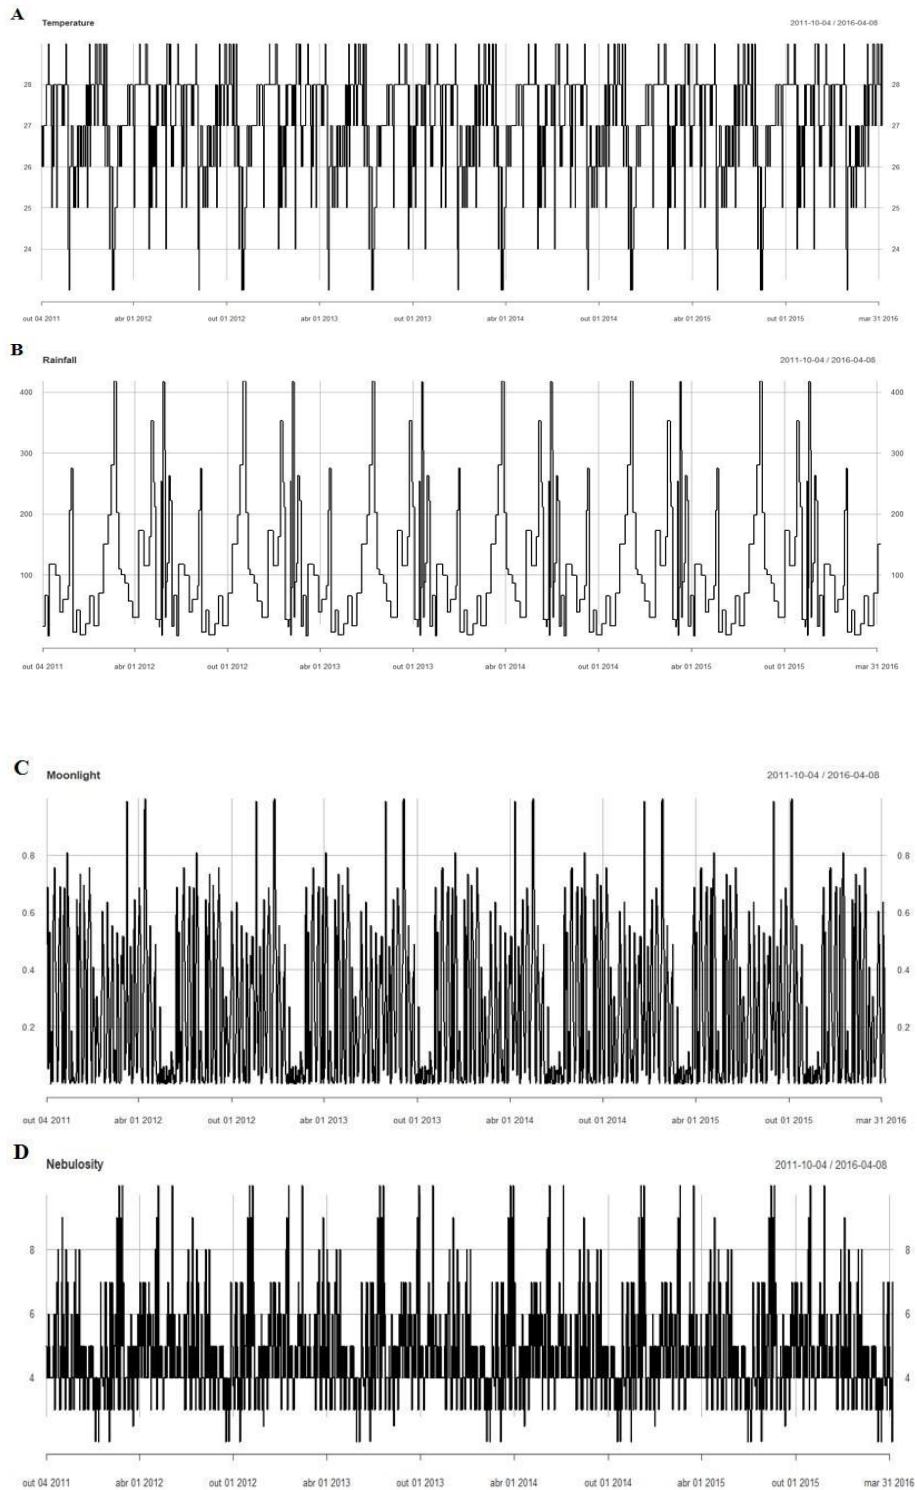 A
Temperature 2011-10-04 / 2016-04-08
28 28
27 27
26 26
25 25
24 24
out 04 2011 abr 01 2012 out 01 2012 abr 01 2013 out 01 2013 abr 01 2014 out 01 2014 abr 01 2015 out 01 2015 mar 31 2016
B
Rainfall 2011-10-04 / 2016-04-08
400 400
300 300
200 200
100 100
out 04 2011 abr 01 2012 out 01 2012 abr 01 2013 out 01 2013 abr 01 2014 out 01 2014 abr 01 2015 out 01 2015 mar 31 2016
C
Moonlight 2011-10-04 / 2016-04-08
0.8 0.8
0.6 0.6
0.4 0.4
0.2 0.2
out 04 2011 abr 01 2012 out 01 2012 abr 01 2013 out 01 2013 abr 01 2014 out 01 2014 abr 01 2015 out 01 2015 mar 31 2016
D
Nebulosity 2011-10-04 / 2016-04-08
8 8
6 6
4 4
out 04 2011 abr 01 2012 out 01 2012 abr 01 2013 out 01 2013 abr 01 2014 out 01 2014 abr 01 2015 out 01 2015 mar 31 2016